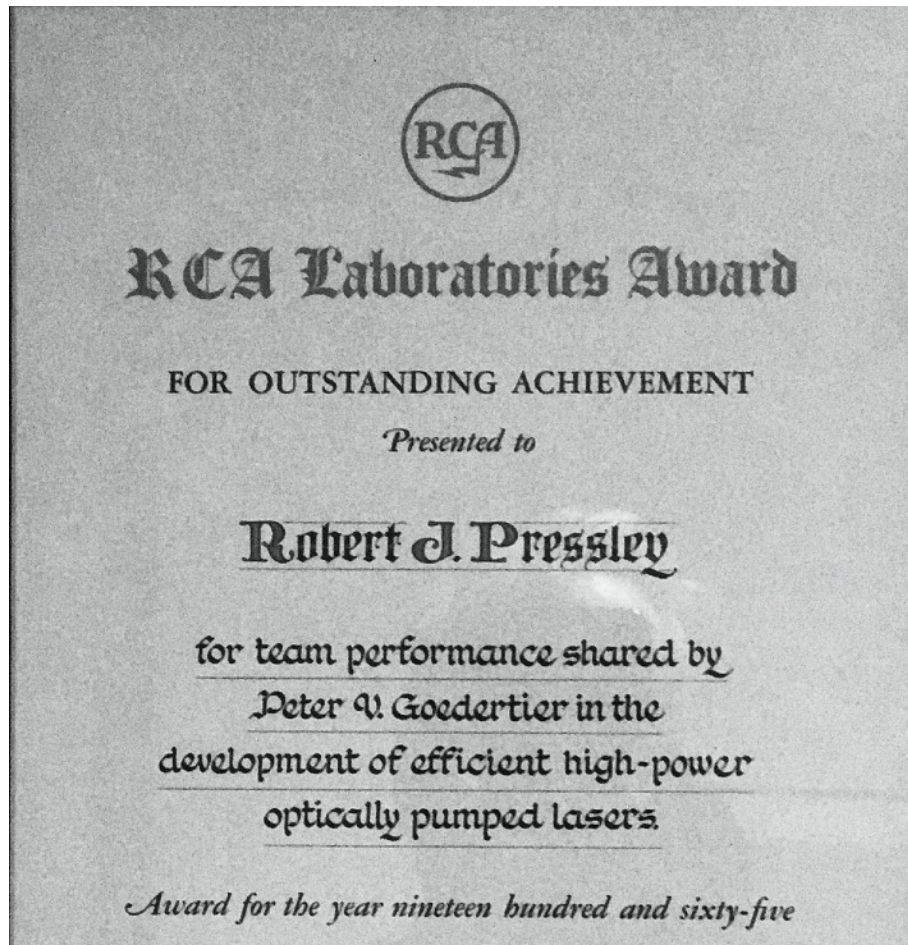 RCA
RCA Laboratories Award
FOR OUTSTANDING ACHIEVEMENT
Presented to
Robert J. Pressley
for team performance shared by
Peter V. Goedertier in the
development of efficient high-power
optically pumped lasers.
Award for the year nineteen hundred and sixty-five